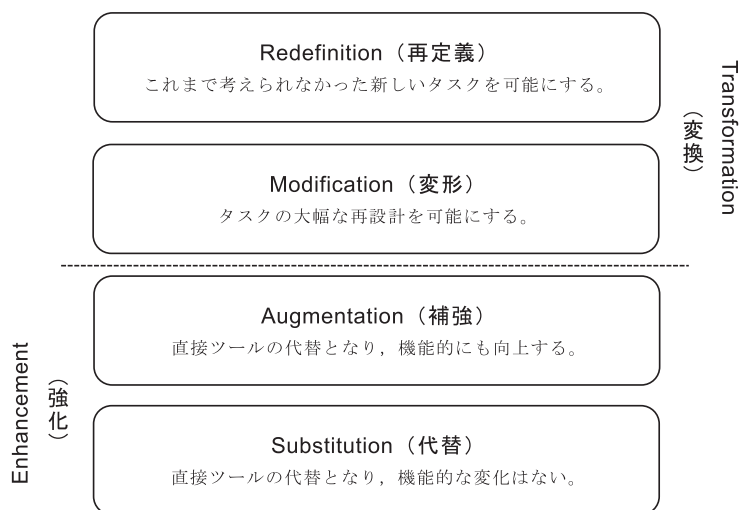 Redefinition（再定義）
これまで考えられなかった新しいタスクを可能にする。
Transformation
（変換）
Modification（変形）
タスクの大幅な再設計を可能にする。
Augmentation（補強）
直接ツールの代替となり，機能的にも向上する。
Enhancement
（強化）
Substitution（代替）
直接ツールの代替となり，機能的な変化はない。